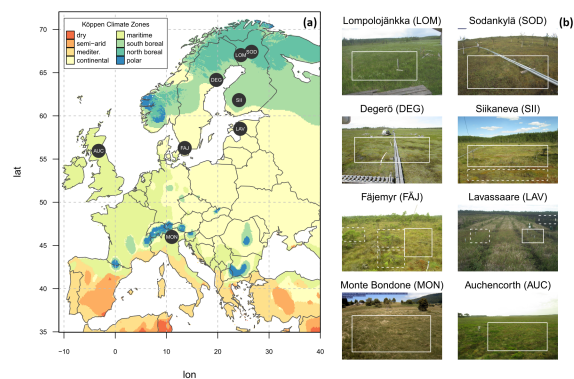 Köppen Climate Zones
dry
semi-arid
mediter.
continental
maritime
south boreal
north boreal
polar
(a)
(b)
70
65
60
55
50
45
40
35
lat
−10
0
10
20
30
40
lon
LOM
SOD
DEG
SII
LAV
FÄJ
AUC
MON
Lompolojänkka (LOM)
Sodankylä (SOD)
Degerö (DEG)
Siikaneva (SII)
Fäjemyr (FÄJ)
Lavassaare (LAV)
Monte Bondone (MON)
Auchencorth (AUC)